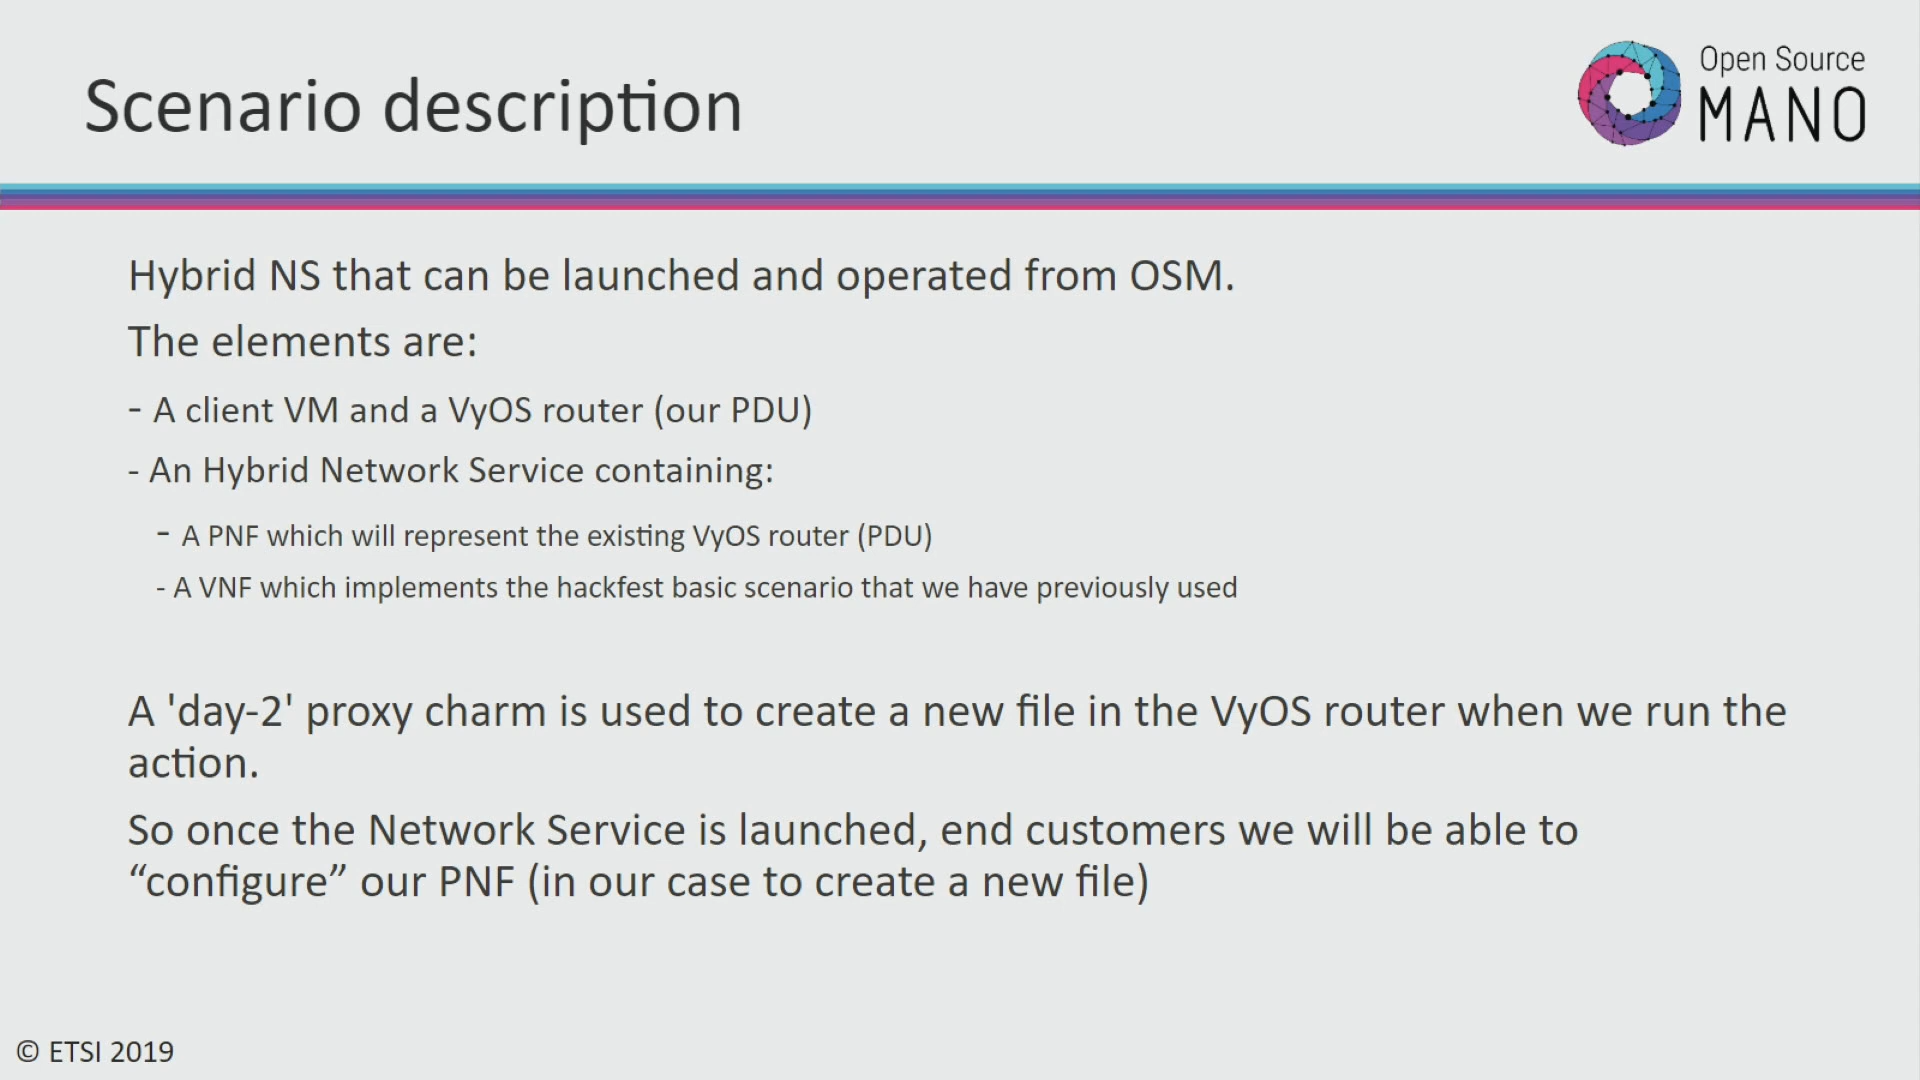 Scenario description
Open Source
MANO
Hybrid NS that can be launched and operated from OSM.
The elements are:
- A client VM and a VyOS router (our PDU)
- An Hybrid Network Service containing:
- A PNF which will represent the existing VyOS router (PDU)
- A VNF which implements the hackfest basic scenario that we have previously used
A 'day-2' proxy charm is used to create a new file in the VyOS router when we run the
action.
So once the Network Service is launched, end customers we will be able to
“configure” our PNF (in our case to create a new file)
© ETSI 2019